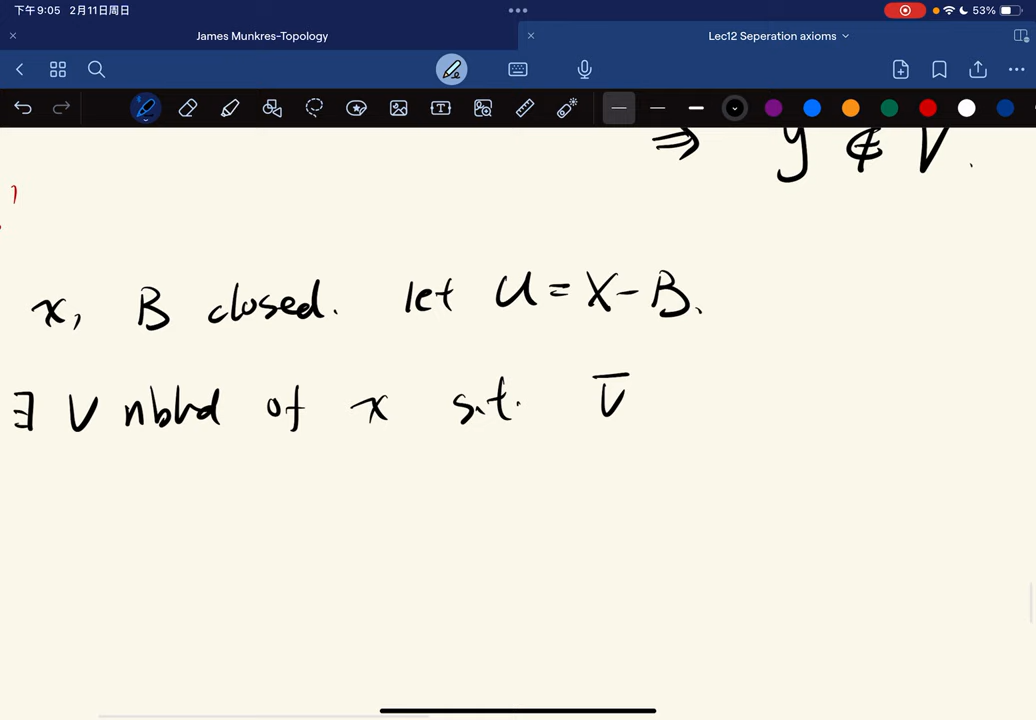 下午9:05 2月11日周日
53%
James Munkres-Topology
Lec12 Seperation axioms
⇒ y ∉ V̅.
x, B closed. let U = X - B.
∃ V nbhd of x s.t. V̅